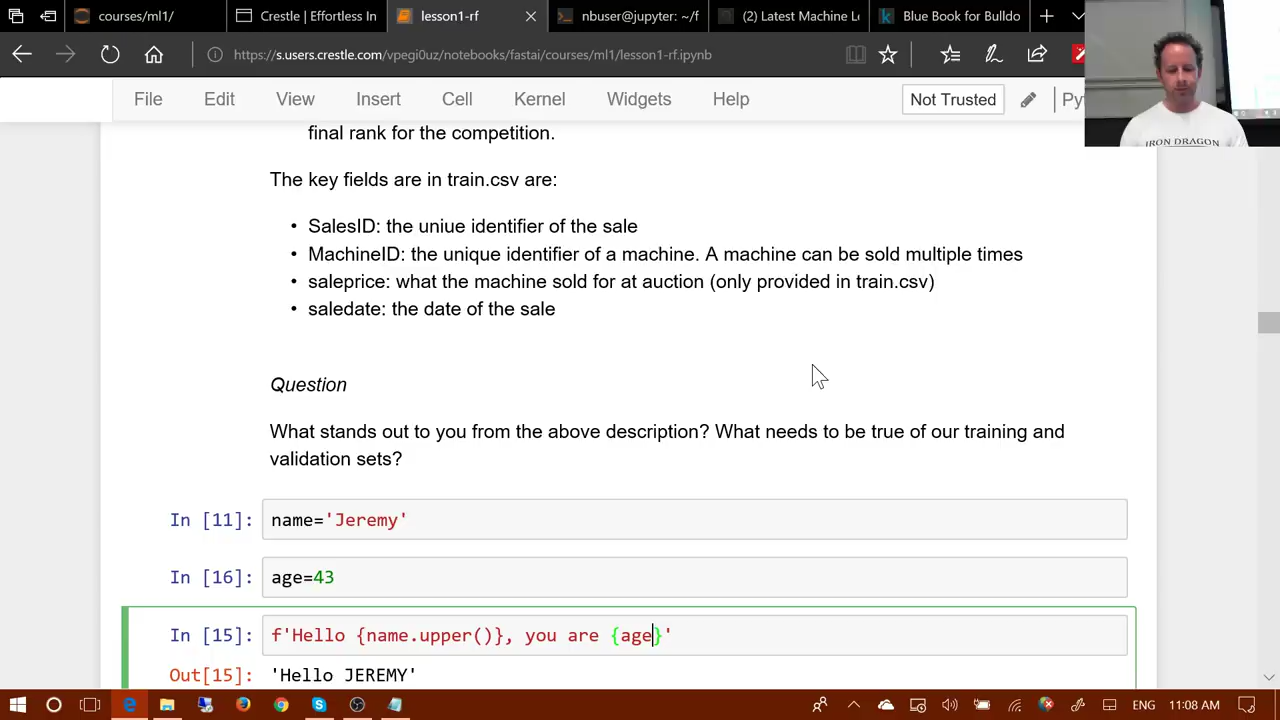 courses/ml1/
Crestle | Effortless In
lesson1-rf
nbuser@jupyter: ~/f
(2) Latest Machine Le
Blue Book for Bulldo
https://s.users.crestle.com/vpegi0uz/notebooks/fastai/courses/ml1/lesson1-rf.ipynb
File Edit View Insert Cell Kernel Widgets Help
Not Trusted
Py
IRON DRAGON
final rank for the competition.
The key fields are in train.csv are:
• SalesID: the uniue identifier of the sale
• MachineID: the unique identifier of a machine. A machine can be sold multiple times
• saleprice: what the machine sold for at auction (only provided in train.csv)
• saledate: the date of the sale
Question
What stands out to you from the above description? What needs to be true of our training and
validation sets?
In [11]: name='Jeremy'
In [16]: age=43
In [15]: f'Hello {name.upper()}, you are {age}'
Out[15]: 'Hello JEREMY'
ENG 11:08 AM